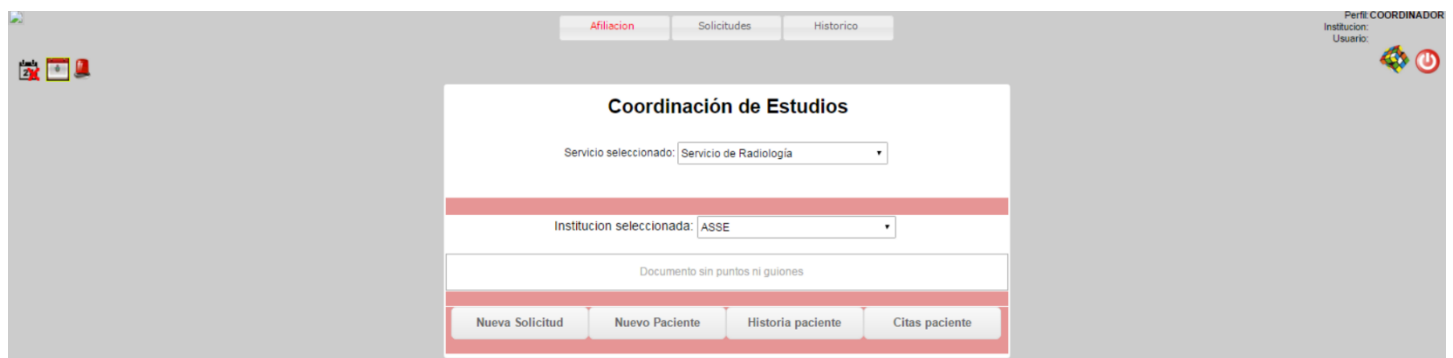 Afiliacion Solicitudes Historico
Perfil:COORDINADOR
Institucion:
Usuario:
Coordinación de Estudios
Servicio seleccionado: Servicio de Radiología
Institucion seleccionada: ASSE
Documento sin puntos ni guiones
Nueva Solicitud Nuevo Paciente Historia paciente Citas paciente